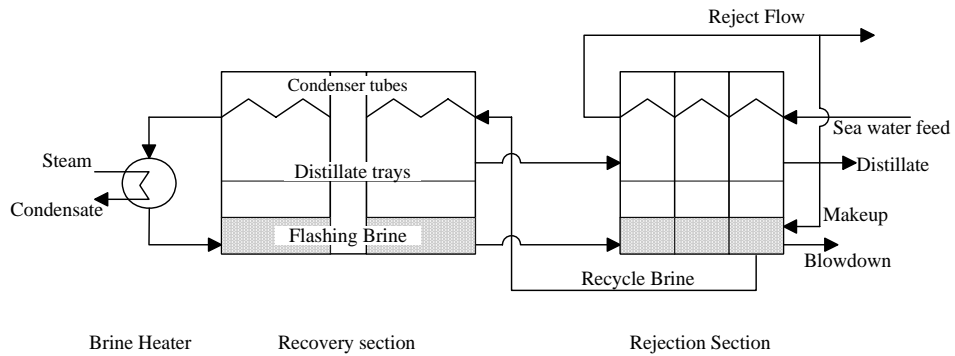 Reject Flow
Condenser tubes
Sea water feed
Steam
Distillate trays
Distillate
Condensate
Makeup
Flashing Brine
Blowdown
Recycle Brine
Brine Heater
Recovery section
Rejection Section